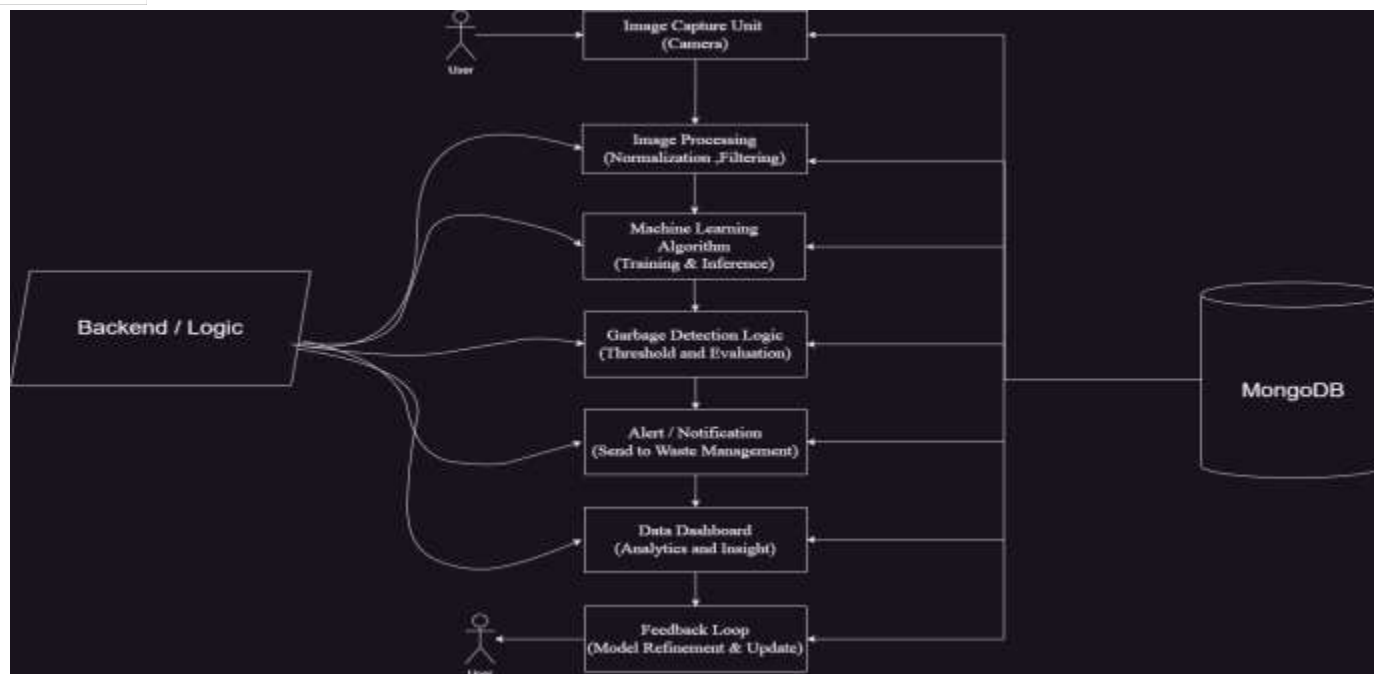 Image Capture Unit
(Camera)
User
Image Processing
(Normalization ,Filtering)
Machine Learning
Algorithm
(Training & Inference)
Backend / Logic
Garbage Detection Logic
(Threshold and Evaluation)
MongoDB
Alert / Notification
(Send to Waste Management)
Data Dashboard
(Analytics and Insight)
Feedback Loop
(Model Refinement & Update)
User